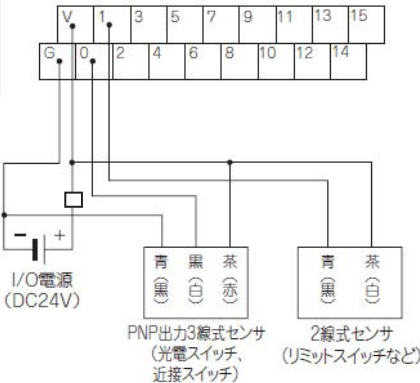 V 1 3 5 7 9 11 13 15
G 0 2 4 6 8 10 12 14
− +
I/O電源
(DC24V)
青 黒 茶
(黒) (白) (赤)
青 茶
(黒) (白)
PNP出力3線式センサ
(光電スイッチ、
近接スイッチ)
2線式センサ
(リミットスイッチなど)